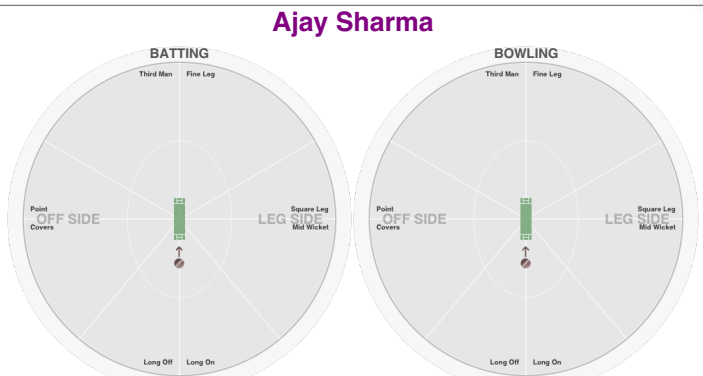 Ajay Sharma
BATTING
Third Man Fine Leg
Point
OFF SIDE
Covers
Square Leg
LEG SIDE
Mid Wicket
Long Off Long On
BOWLING
Third Man Fine Leg
Point
OFF SIDE
Covers
Square Leg
LEG SIDE
Mid Wicket
Long Off Long On